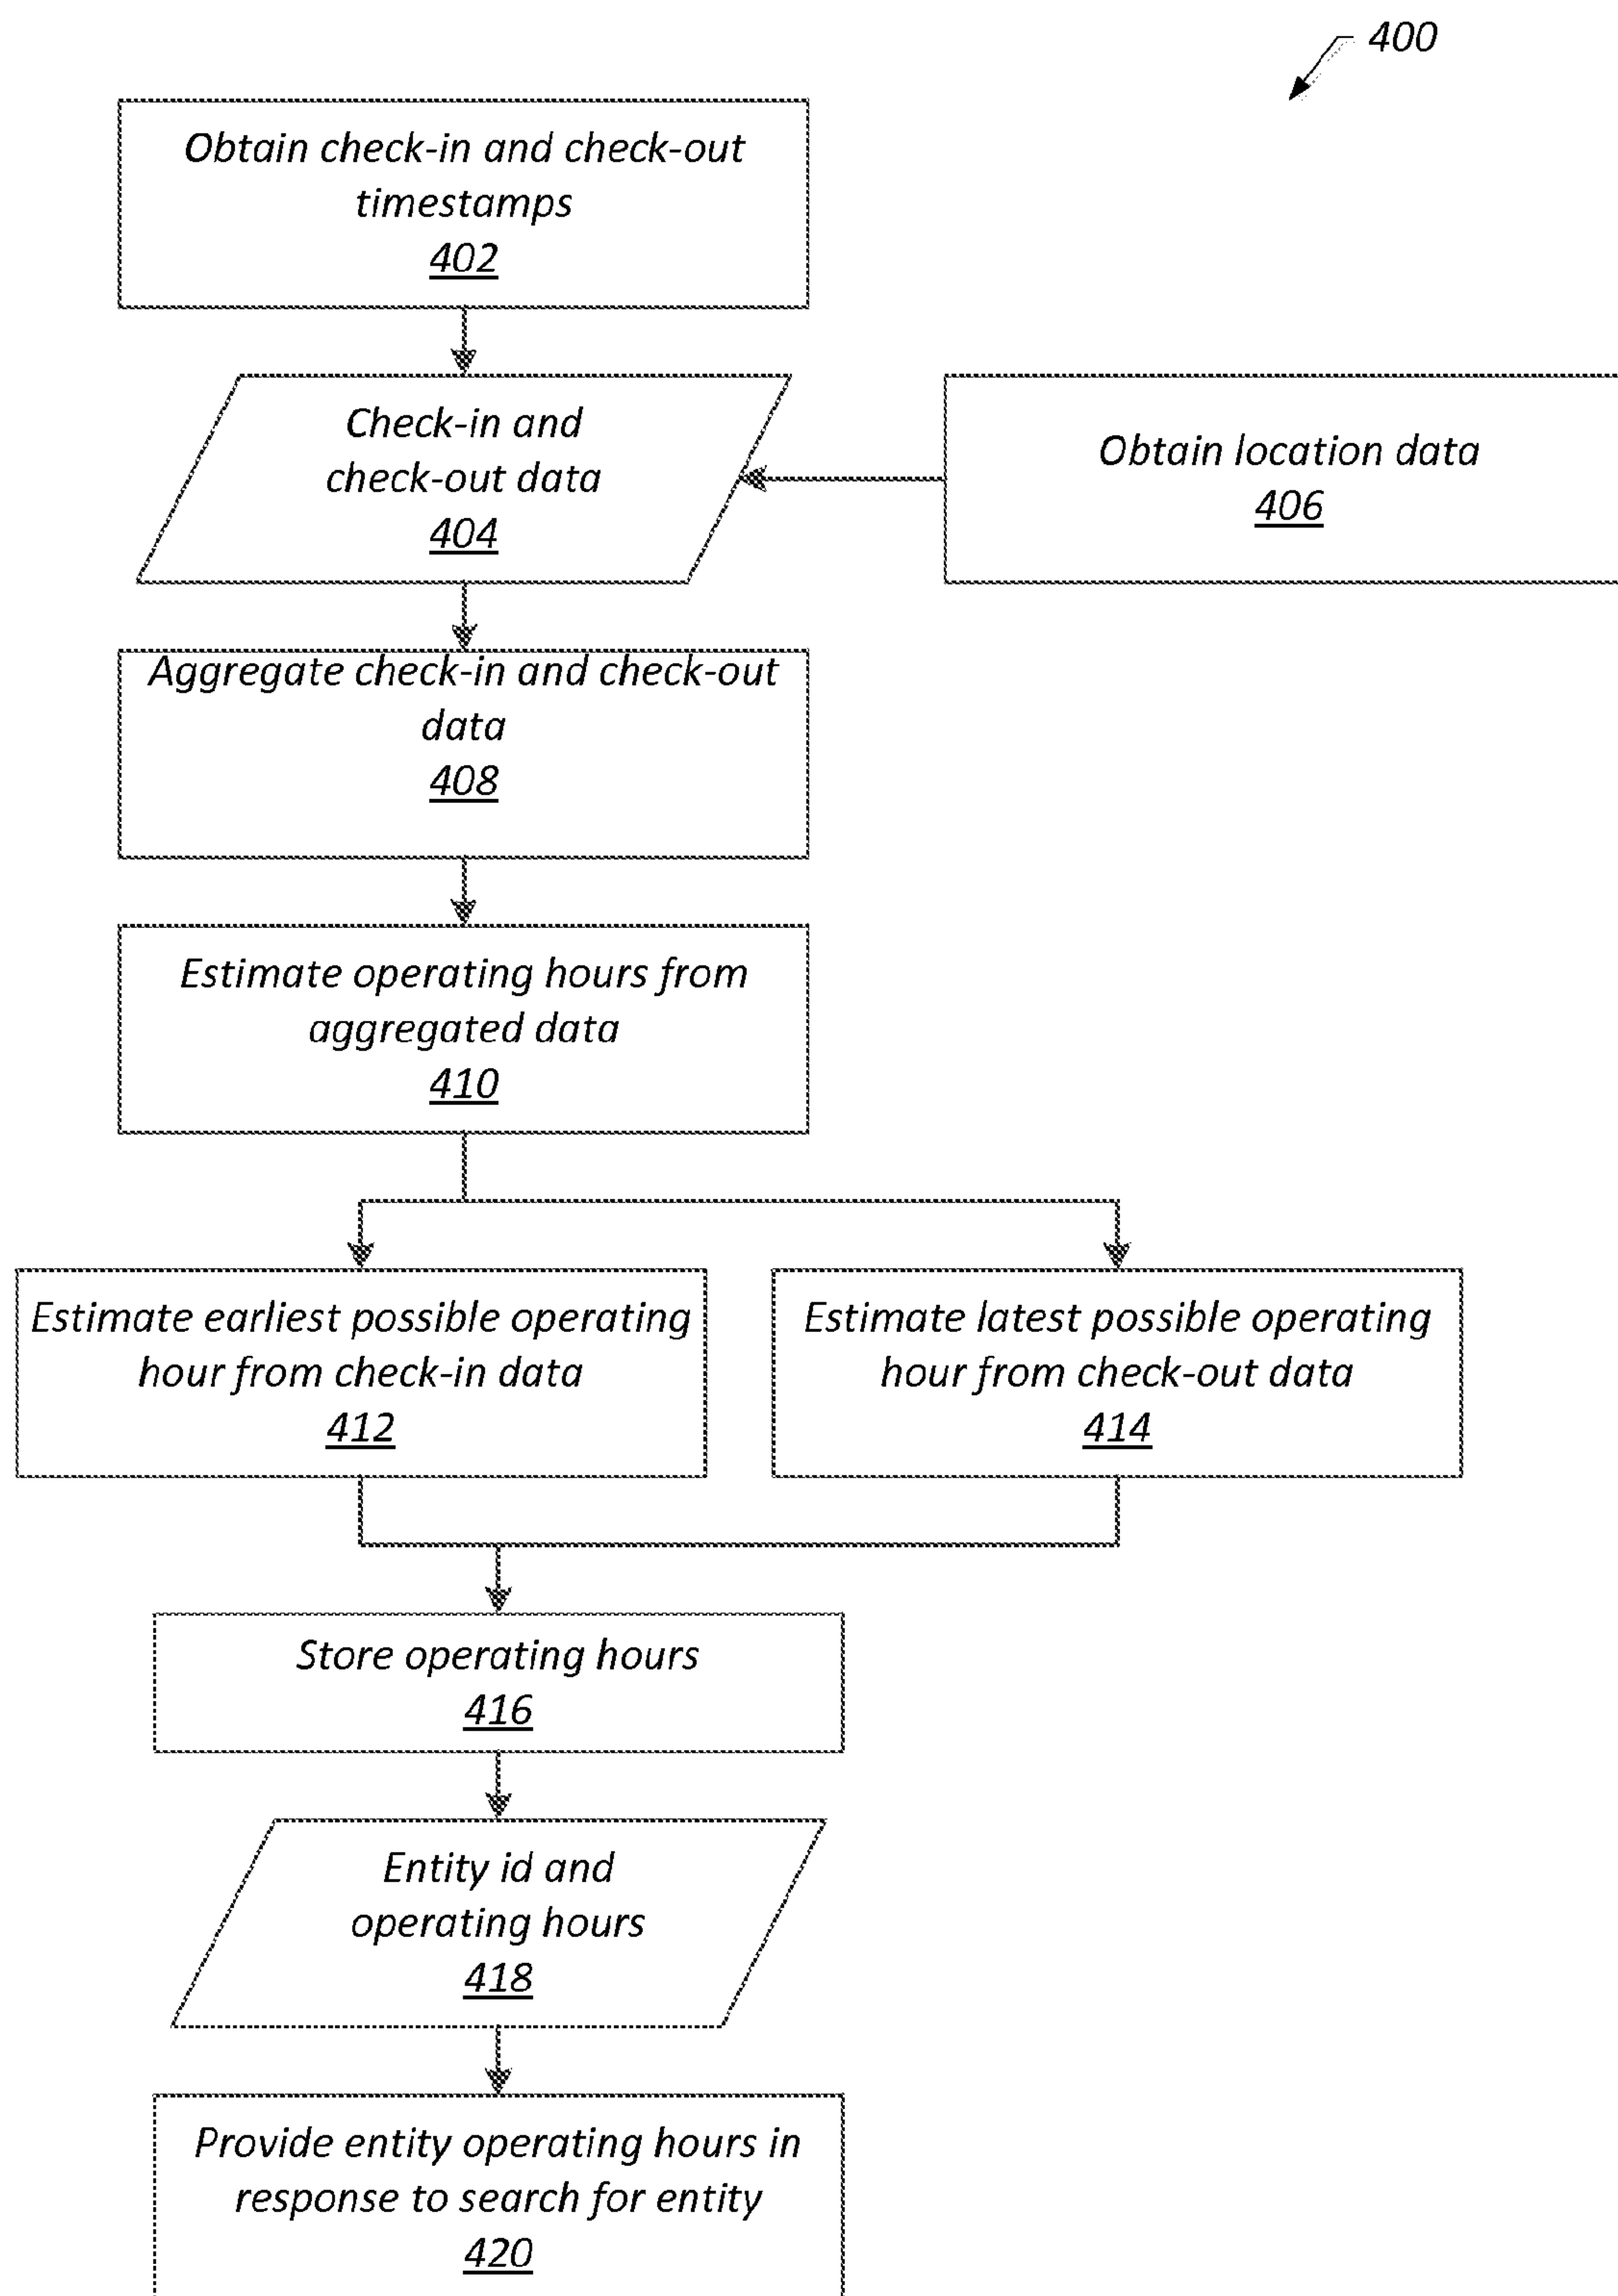 400
Obtain check-in and check-out
timestamps
402
Check-in and
check-out data
404
Obtain location data
406
Aggregate check-in and check-out
data
408
Estimate operating hours from
aggregated data
410
Estimate earliest possible operating
hour from check-in data
412
Estimate latest possible operating
hour from check-out data
414
Store operating hours
416
Entity id and
operating hours
418
Provide entity operating hours in
response to search for entity
420